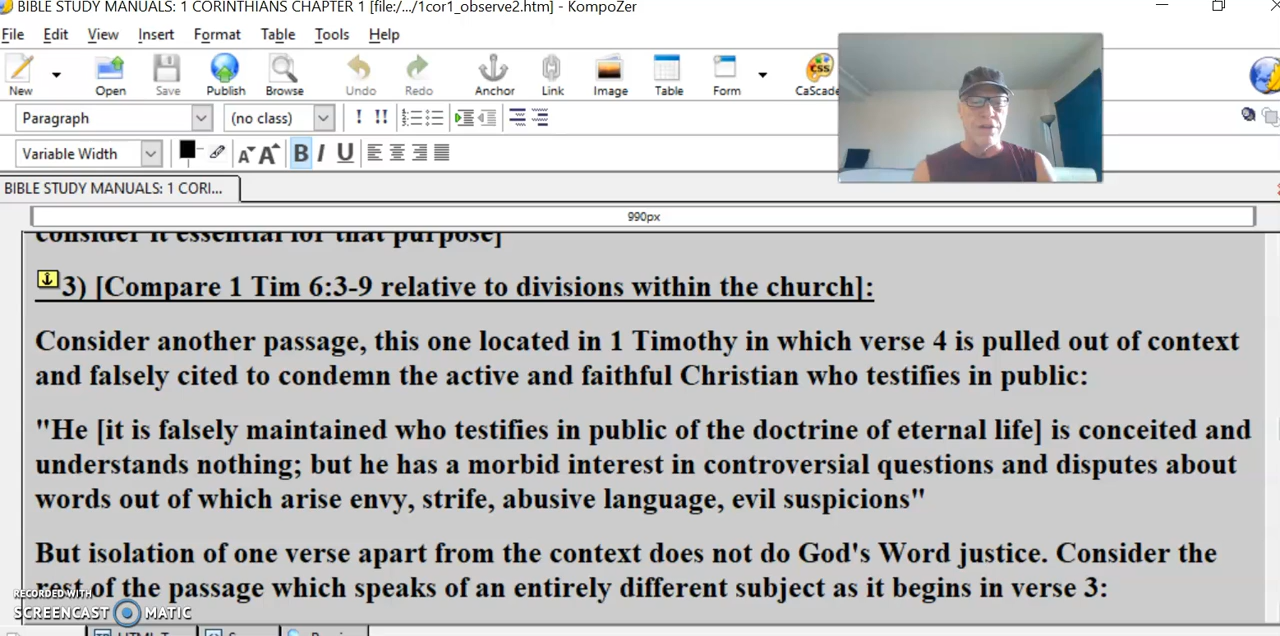 BIBLE STUDY MANUALS: 1 CORINTHIANS CHAPTER 1 [file:/.../1cor1_observe2.htm] - KompoZer
File Edit View Insert Format Table Tools Help
New Open Save Publish Browse Undo Redo Anchor Link Image Table Form CaScade
Paragraph (no class) ! !!
Variable Width A A B I U
BIBLE STUDY MANUALS: 1 CORI...
990px
consider it essential for that purpose]
3) [Compare 1 Tim 6:3-9 relative to divisions within the church]:
Consider another passage, this one located in 1 Timothy in which verse 4 is pulled out of context
and falsely cited to condemn the active and faithful Christian who testifies in public:
"He [it is falsely maintained who testifies in public of the doctrine of eternal life] is conceited and
understands nothing; but he has a morbid interest in controversial questions and disputes about
words out of which arise envy, strife, abusive language, evil suspicions"
But isolation of one verse apart from the context does not do God's Word justice. Consider the
rest of the passage which speaks of an entirely different subject as it begins in verse 3:
RECORDED WITH
SCREENCAST MATIC